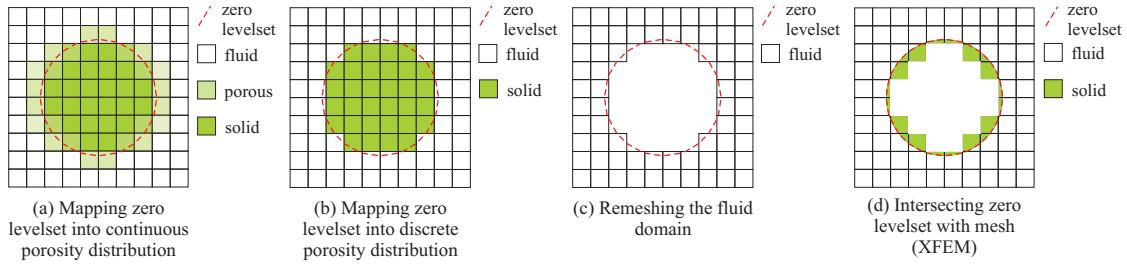 zero
levelset
fluid
porous
solid
(a) Mapping zero
levelset into continuous
porosity distribution
zero
levelset
fluid
solid
(b) Mapping zero
levelset into discrete
porosity distribution
zero
levelset
fluid
(c) Remeshing the fluid
domain
zero
levelset
fluid
solid
(d) Intersecting zero
levelset with mesh
(XFEM)